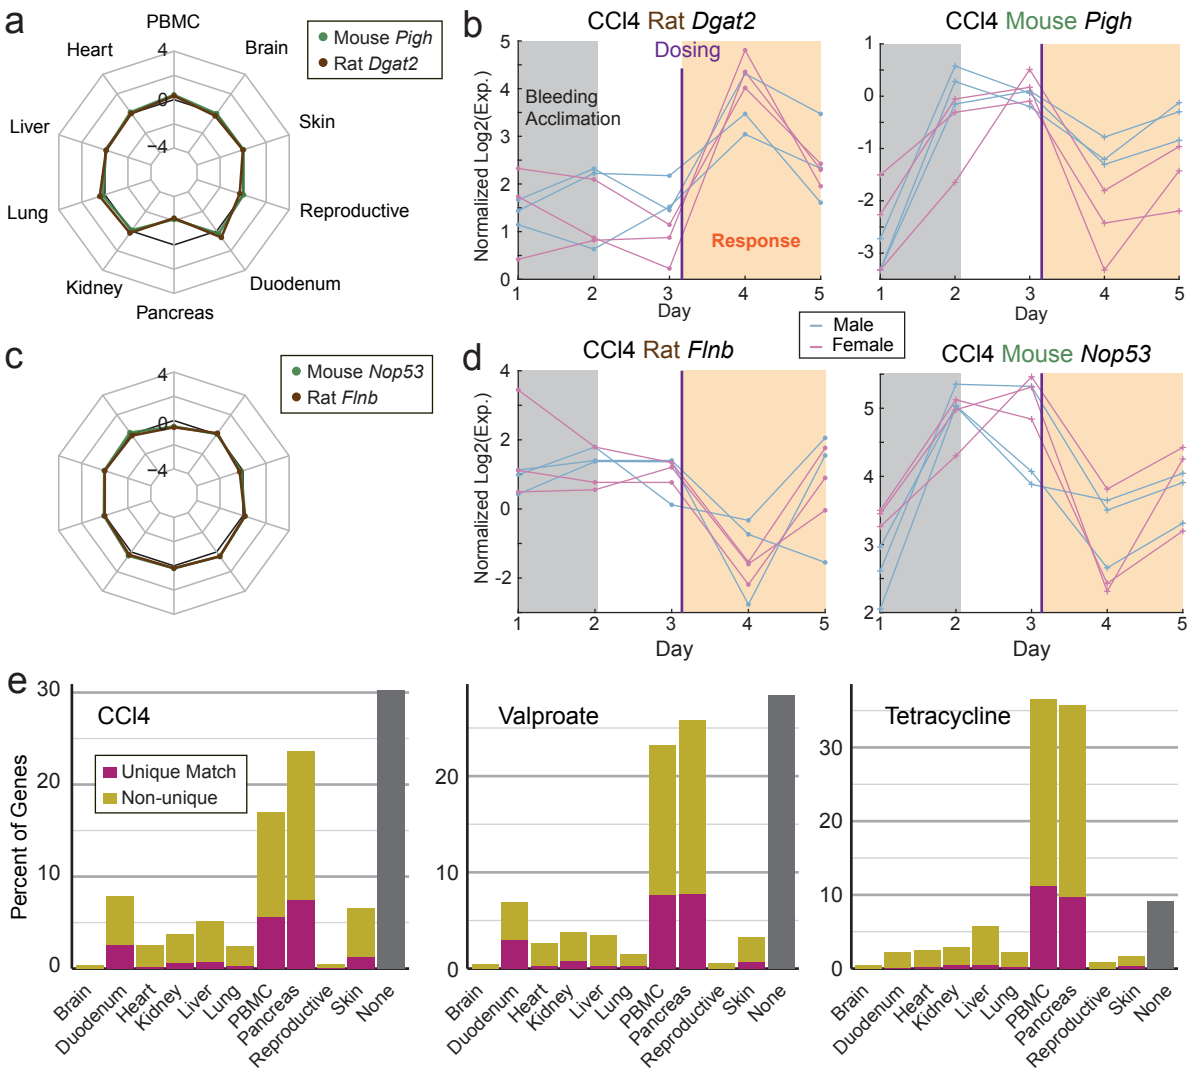 a
PBMC
Heart
Brain
Liver
Skin
Lung
Reproductive
Kidney
Duodenum
Pancreas
4
0
−4
Mouse Pigh
Rat Dgat2
b
CCl4 Rat Dgat2
Dosing
Bleeding
Acclimation
Response
Normalized Log2(Exp.)
5
4
3
2
1
0
1 2 3 4 5
Day
CCl4 Mouse Pigh
1
0
-1
-2
-3
1 2 3 4 5
Day
Male
Female
c
4
0
−4
Mouse Nop53
Rat Flnb
d
CCl4 Rat Flnb
Normalized Log2(Exp.)
4
2
0
-2
1 2 3 4 5
Day
CCl4 Mouse Nop53
5
4
3
2
1 2 3 4 5
Day
e
CCl4
Unique Match
Non-unique
Percent of Genes
30
20
10
0
Brain
Duodenum
Heart
Kidney
Liver
Lung
PBMC
Pancreas
Reproductive
Skin
None
Valproate
20
10
0
Brain
Duodenum
Heart
Kidney
Liver
Lung
PBMC
Pancreas
Reproductive
Skin
None
Tetracycline
30
20
10
0
Brain
Duodenum
Heart
Kidney
Liver
Lung
PBMC
Pancreas
Reproductive
Skin
None